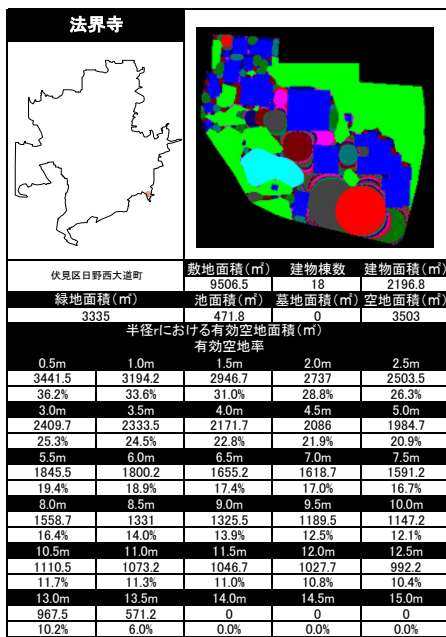 法界寺
伏見区日野西大道町 敷地面積(㎡) 建物棟数 建物面積(㎡)
9506.5 18 2196.8
緑地面積(㎡) 池面積(㎡) 墓地面積(㎡) 空地面積(㎡)
3335 471.8 0 3503
半径rにおける有効空地面積(㎡)
有効空地率
0.5m 1.0m 1.5m 2.0m 2.5m
3441.5 3194.2 2946.7 2737 2503.5
36.2% 33.6% 31.0% 28.8% 26.3%
3.0m 3.5m 4.0m 4.5m 5.0m
2409.7 2333.5 2171.7 2086 1984.7
25.3% 24.5% 22.8% 21.9% 20.9%
5.5m 6.0m 6.5m 7.0m 7.5m
1845.5 1800.2 1655.2 1618.7 1591.2
19.4% 18.9% 17.4% 17.0% 16.7%
8.0m 8.5m 9.0m 9.5m 10.0m
1558.7 1331 1325.5 1189.5 1147.2
16.4% 14.0% 13.9% 12.5% 12.1%
10.5m 11.0m 11.5m 12.0m 12.5m
1110.5 1073.2 1046.7 1027.7 992.2
11.7% 11.3% 11.0% 10.8% 10.4%
13.0m 13.5m 14.0m 14.5m 15.0m
967.5 571.2 0 0 0
10.2% 6.0% 0.0% 0.0% 0.0%